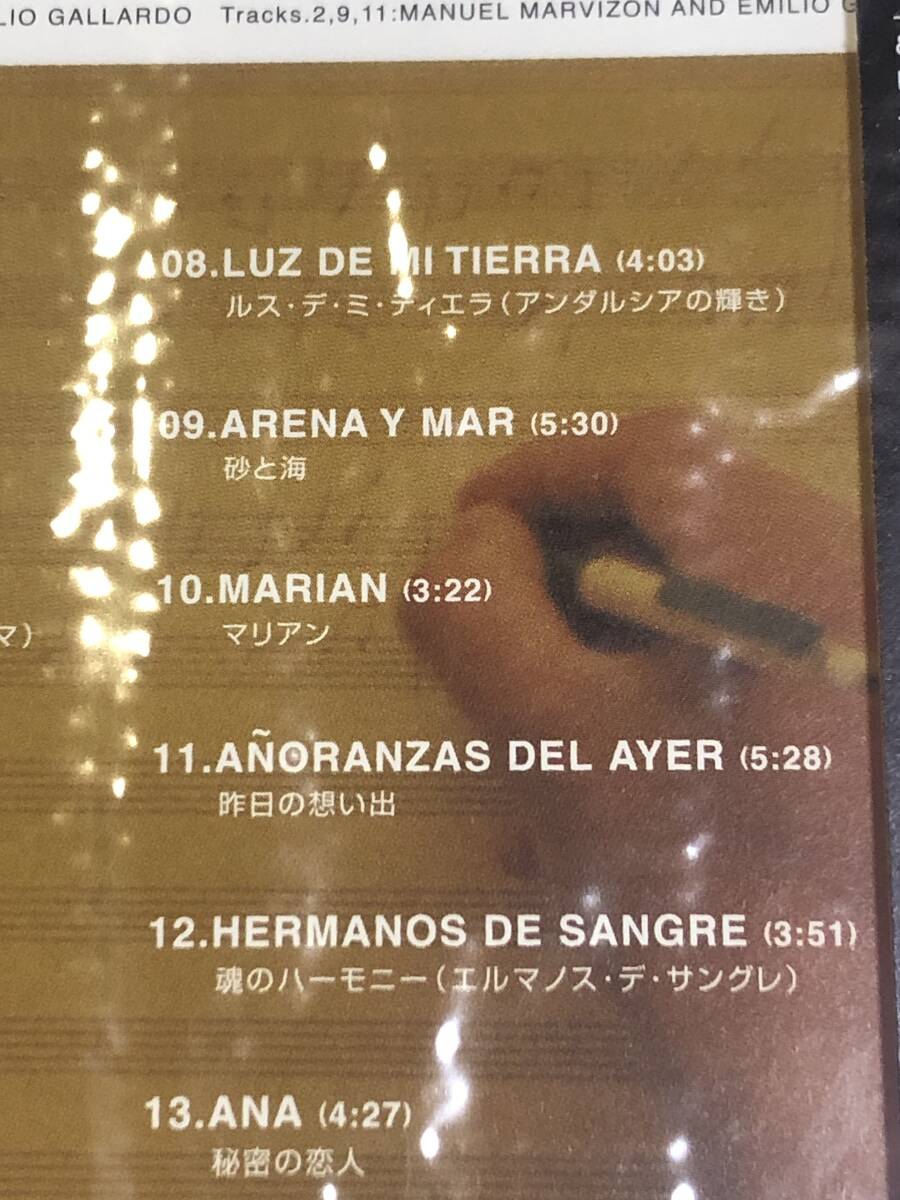 LIO GALLARDO Tracks.2,9,11:MANUEL MARVIZON AND EMILIO G
08.LUZ DE MI TIERRA (4:03)
ルス・デ・ミ・ティエラ(アンダルシアの輝き)
09.ARENA Y MAR (5:30)
砂と海
10.MARIAN (3:22)
マ)
マリアン
11.AÑORANZAS DEL AYER (5:28)
昨日の想い出
12.HERMANOS DE SANGRE (3:51)
魂のハーモニー(エルマノス・デ・サングレ)
13.ANA (4:27)
秘密の恋人